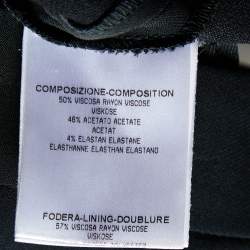 COMPOSIZIONE-COMPOSITION
50% VISCOSA RAYON VISCOSE
VISKOSE
46% ACETATO ACETATE
ACETAT
4% ELASTAN ELASTANE
ELASTHANNE ELASTHAN ELASTANO
FODERA-LINING-DOUBLURE
57% VISCOSA RAYON VISCOSE
VISKOSE